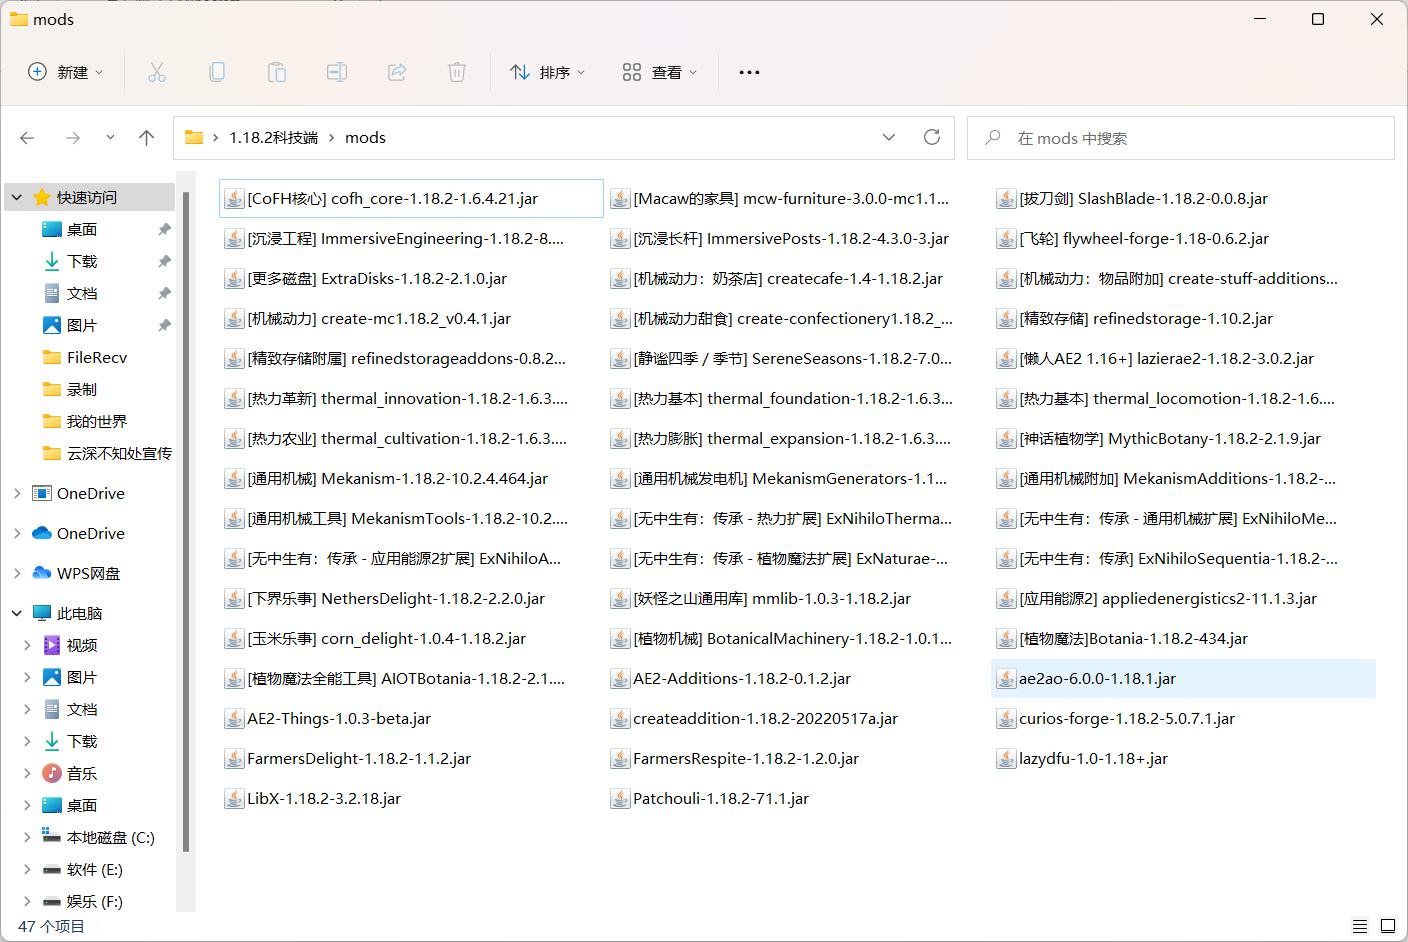 mods
新建
排序
查看
1.18.2科技端
mods
在 mods 中搜索
快速访问
桌面
下载
文档
图片
FileRecv
录制
我的世界
云深不知处宣传
OneDrive
OneDrive
WPS网盘
此电脑
视频
图片
文档
下载
音乐
桌面
本地磁盘 (C:)
软件 (E:)
娱乐 (F:)
[CoFH核心] cofh_core-1.18.2-1.6.4.21.jar
[Macaw的家具] mcw-furniture-3.0.0-mc1.1...
[拔刀剑] SlashBlade-1.18.2-0.0.8.jar
[沉浸工程] ImmersiveEngineering-1.18.2-8....
[沉浸长杆] ImmersivePosts-1.18.2-4.3.0-3.jar
[飞轮] flywheel-forge-1.18-0.6.2.jar
[更多磁盘] ExtraDisks-1.18.2-2.1.0.jar
[机械动力：奶茶店] createcafe-1.4-1.18.2.jar
[机械动力：物品附加] create-stuff-additions...
[机械动力] create-mc1.18.2_v0.4.1.jar
[机械动力甜食] create-confectionery1.18.2_...
[精致存储] refinedstorage-1.10.2.jar
[精致存储附属] refinedstorageaddons-0.8.2...
[静谧四季 / 季节] SereneSeasons-1.18.2-7.0...
[懒人AE2 1.16+] lazierae2-1.18.2-3.0.2.jar
[热力革新] thermal_innovation-1.18.2-1.6.3...
[热力基本] thermal_foundation-1.18.2-1.6.3...
[热力基本] thermal_locomotion-1.18.2-1.6....
[热力农业] thermal_cultivation-1.18.2-1.6.3....
[热力膨胀] thermal_expansion-1.18.2-1.6.3....
[神话植物学] MythicBotany-1.18.2-2.1.9.jar
[通用机械] Mekanism-1.18.2-10.2.4.464.jar
[通用机械发电机] MekanismGenerators-1.1...
[通用机械附加] MekanismAdditions-1.18.2-...
[通用机械工具] MekanismTools-1.18.2-10.2....
[无中生有：传承 - 热力扩展] ExNihiloTherma...
[无中生有：传承 - 通用机械扩展] ExNihiloMe...
[无中生有：传承 - 应用能源2扩展] ExNihiloA...
[无中生有：传承 - 植物魔法扩展] ExNaturae-...
[无中生有：传承] ExNihiloSequentia-1.18.2-...
[下界乐事] NethersDelight-1.18.2-2.2.0.jar
[妖怪之山通用库] mmlib-1.0.3-1.18.2.jar
[应用能源2] appliedenergistics2-11.1.3.jar
[玉米乐事] corn_delight-1.0.4-1.18.2.jar
[植物机械] BotanicalMachinery-1.18.2-1.0.1...
[植物魔法]Botania-1.18.2-434.jar
[植物魔法全能工具] AIOTBotania-1.18.2-2.1....
AE2-Additions-1.18.2-0.1.2.jar
ae2ao-6.0.0-1.18.1.jar
AE2-Things-1.0.3-beta.jar
createaddition-1.18.2-20220517a.jar
curios-forge-1.18.2-5.0.7.1.jar
FarmersDelight-1.18.2-1.1.2.jar
FarmersRespite-1.18.2-1.2.0.jar
lazydfu-1.0-1.18+.jar
LibX-1.18.2-3.2.18.jar
Patchouli-1.18.2-71.1.jar
47 个项目